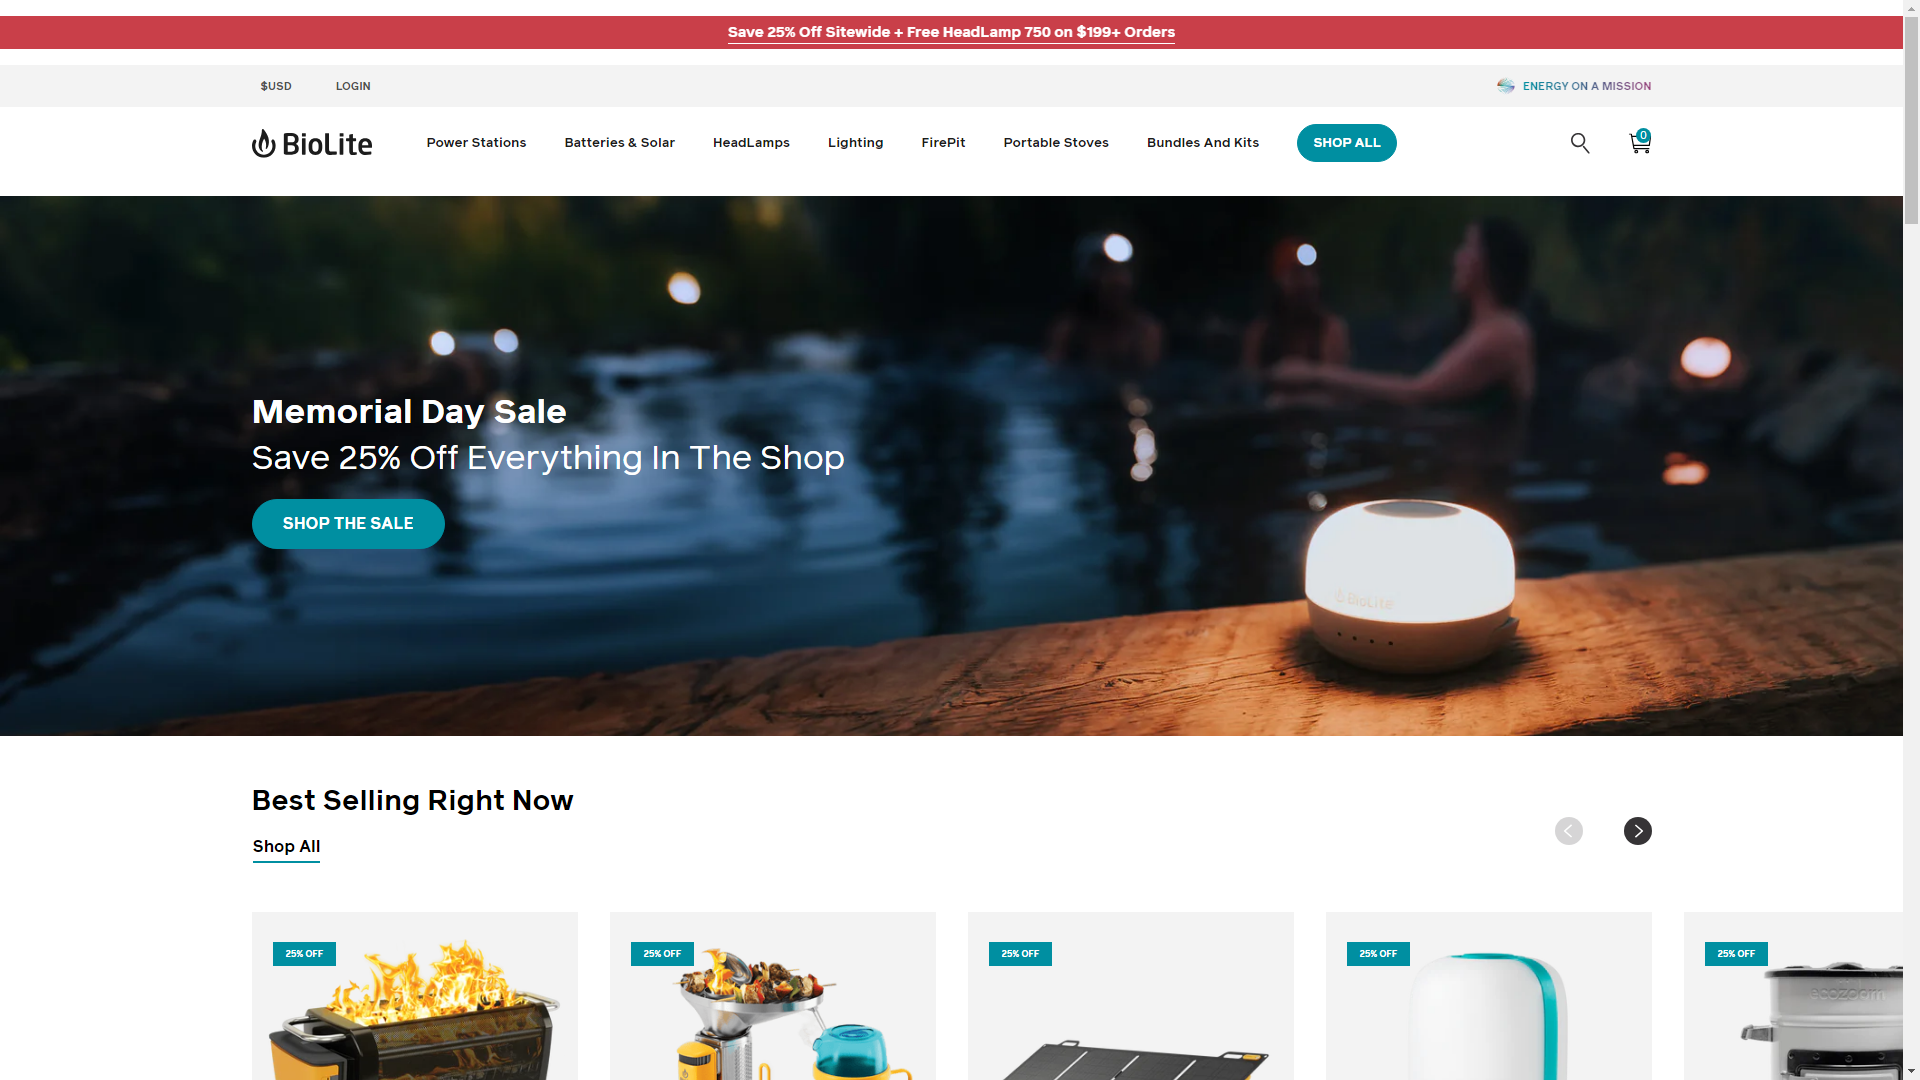 Save 25% Off Sitewide + Free HeadLamp 750 on $199+ Orders
$USD
LOGIN
ENERGY ON A MISSION
BioLite
Power Stations
Batteries & Solar
HeadLamps
Lighting
FirePit
Portable Stoves
Bundles And Kits
SHOP ALL
0
Memorial Day Sale
Save 25% Off Everything In The Shop
SHOP THE SALE
BioLite
Best Selling Right Now
Shop All
25% OFF
25% OFF
25% OFF
25% OFF
25% OFF
ecozoom